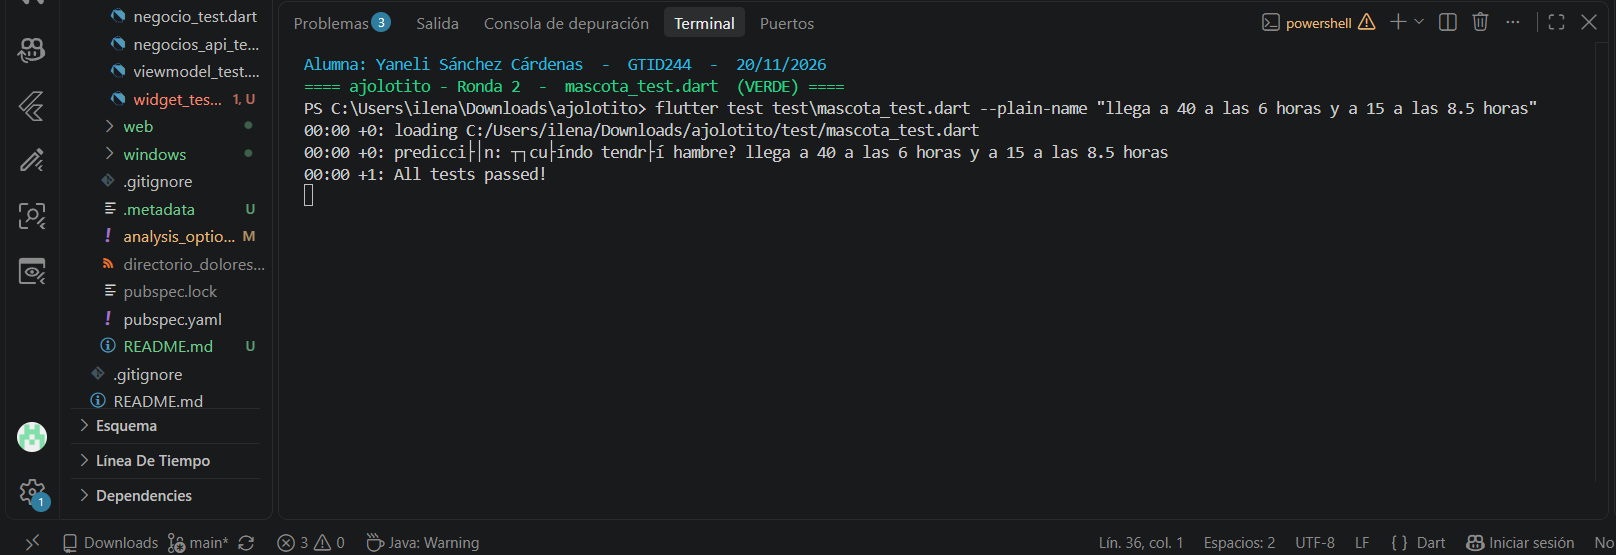 negocio_test.dart
negocios_api_te...
viewmodel_test....
widget_tes... 1, U
web
windows
.gitignore
.metadata U
analysis_optio... M
directorio_dolores...
pubspec.lock
pubspec.yaml
README.md U
.gitignore
README.md
Esquema
Línea De Tiempo
Dependencies
1
Problemas 3 Salida Consola de depuración Terminal Puertos powershell
Alumna: Yaneli Sánchez Cárdenas - GTID244 - 20/11/2026
==== ajolotito - Ronda 2 - mascota_test.dart (VERDE) ====
PS C:\Users\ilena\Downloads\ajolotito> flutter test test\mascota_test.dart --plain-name "llega a 40 a las 6 horas y a 15 a las 8.5 horas"
00:00 +0: loading C:/Users/ilena/Downloads/ajolotito/test/mascota_test.dart
00:00 +0: predicci├│n: ┬┐cu├índo tendr├í hambre? llega a 40 a las 6 horas y a 15 a las 8.5 horas
00:00 +1: All tests passed!
Downloads main* 3 0 Java: Warning Lín. 36, col. 1 Espacios: 2 UTF-8 LF { } Dart Iniciar sesión No